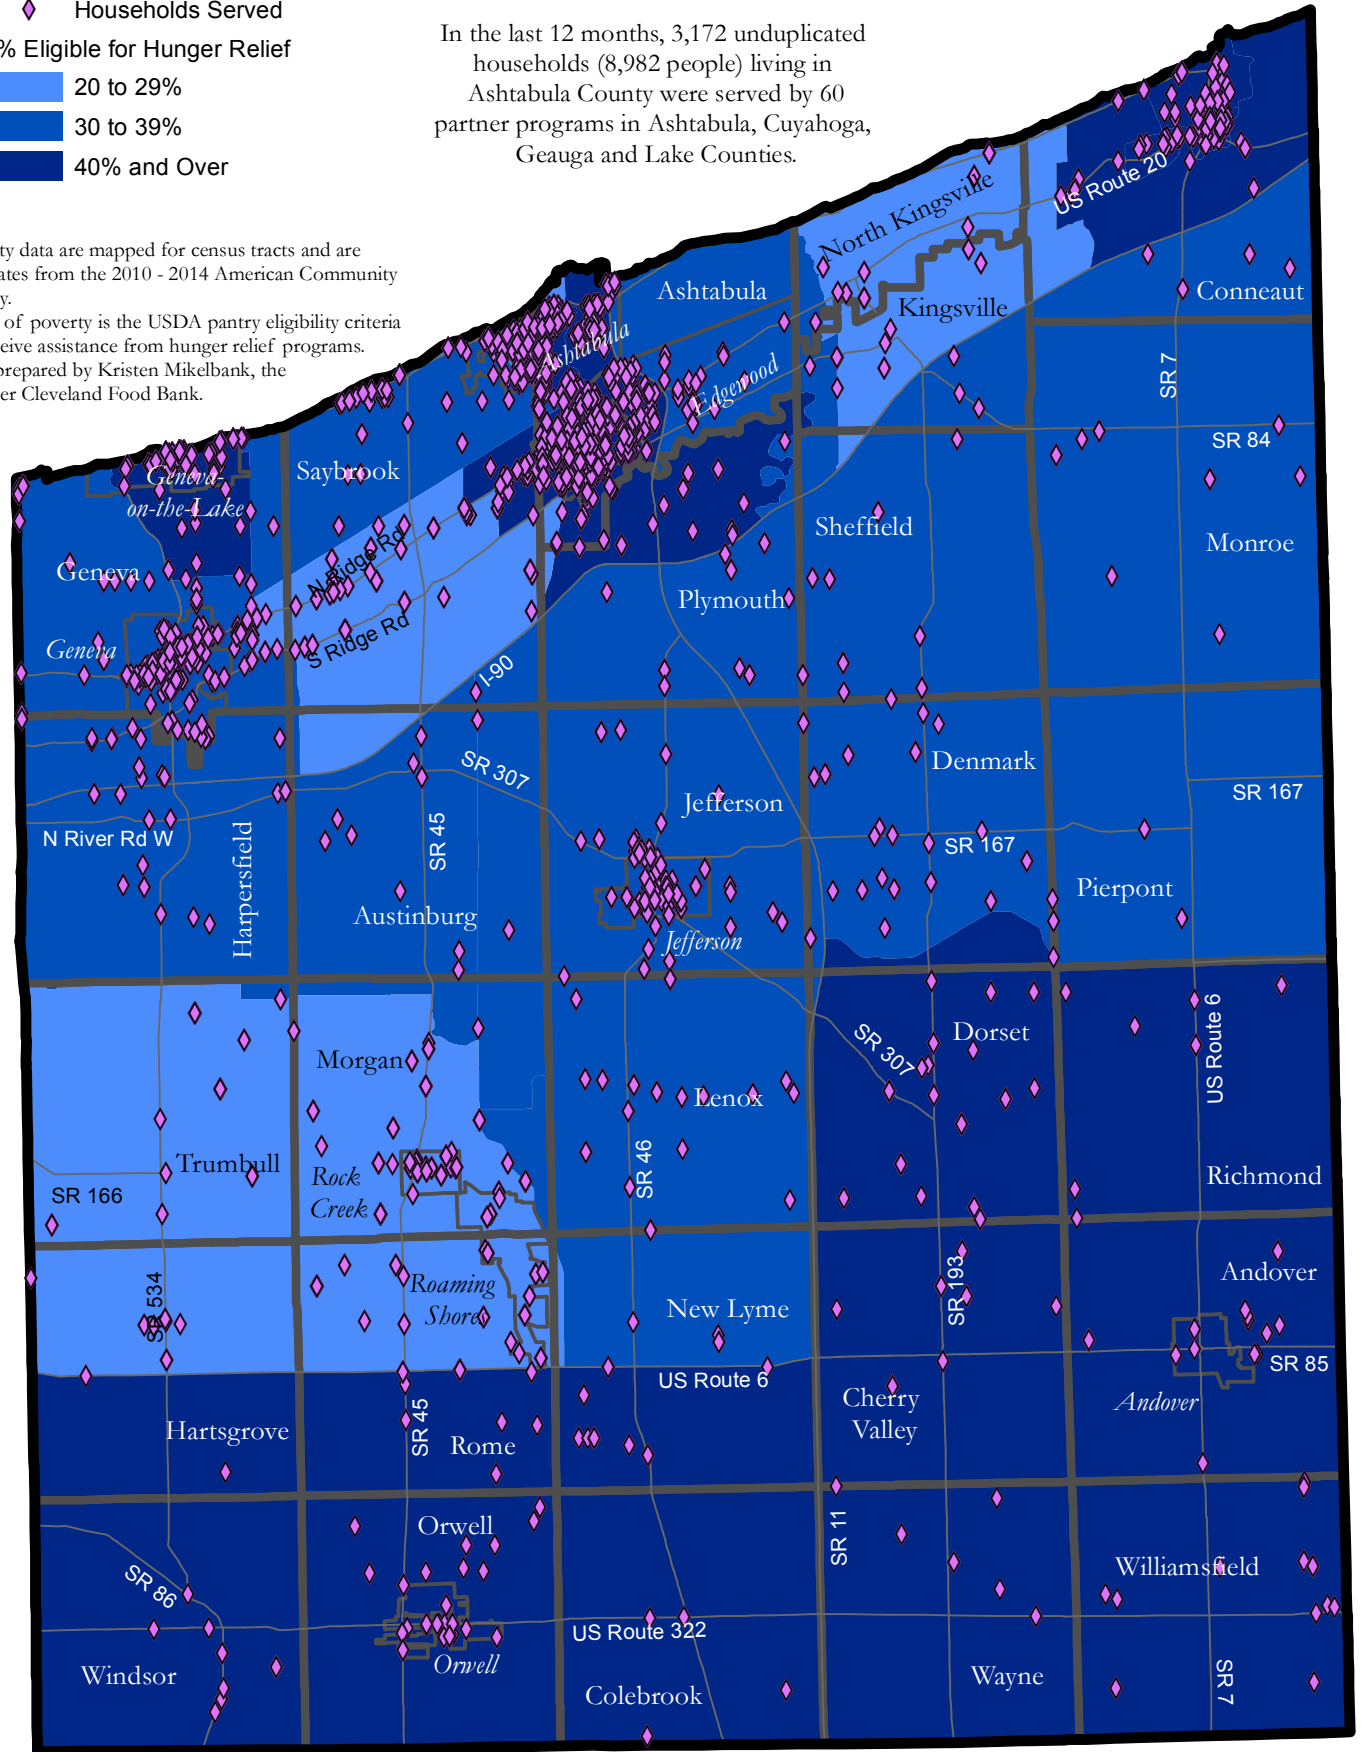 Households Served
% Eligible for Hunger Relief
20 to 29%
30 to 39%
40% and Over
In the last 12 months, 3,172 unduplicated
households (8,982 people) living in
Ashtabula County were served by 60
partner programs in Ashtabula, Cuyahoga,
Geauga and Lake Counties.
ty data are mapped for census tracts and are
ates from the 2010 - 2014 American Community
y.
of poverty is the USDA pantry eligibility criteria
eive assistance from hunger relief programs.
prepared by Kristen Mikelbank, the
er Cleveland Food Bank.
US Route 20
North Kingsville
Conneaut
Ashtabula
Kingsville
Ashtabula
Edgewood
SR 7
SR 84
Saybrook
Geneva-
on-the-Lake
Sheffield
Monroe
N Ridge Rd
Geneva
Plymouth
S Ridge Rd
Geneva
I-90
SR 307
Denmark
SR 167
Jefferson
N River Rd W
SR 45
SR 167
Harpersfield
Pierpont
Austinburg
Jefferson
Dorset
SR 307
US Route 6
Morgan
Lenox
Trumbull
SR 46
Rock
Creek
Richmond
SR 166
Andover
Roaming
Shores
SR 534
SR 193
New Lyme
SR 85
US Route 6
Cherry
Valley
Andover
Hartsgrove
SR 45
Rome
Orwell
SR 11
Williamsfield
SR 86
US Route 322
Orwell
Windsor
Wayne
SR 7
Colebrook